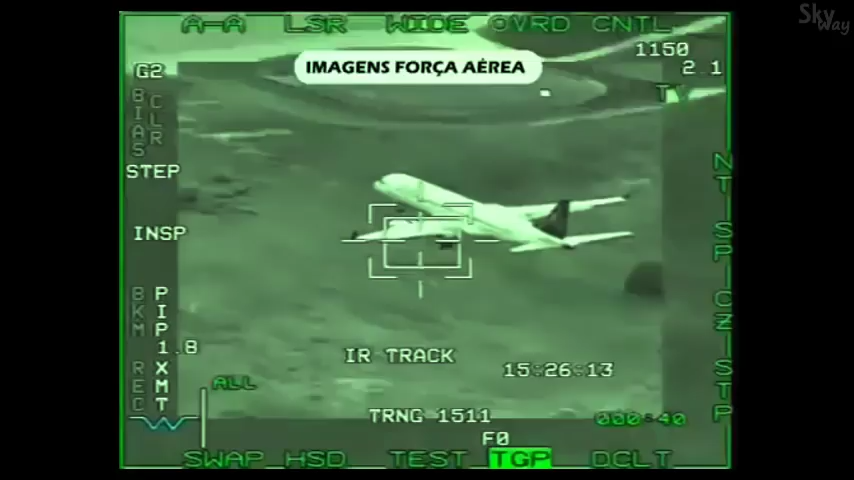 Sky
Way
A-A LSR WIDE OVRD CNTL
1150
IMAGENS FORÇA AÉREA
G2
2.1
TV
BIAS
CLR
STEP
NT
INSP
SP
CZ
BKM
PIP
1.8
IR TRACK
15:26:13
REC
XMT
STP
ALL
TRNG 1511
000-40
F0
SWAP HSD TEST TGP DCLT